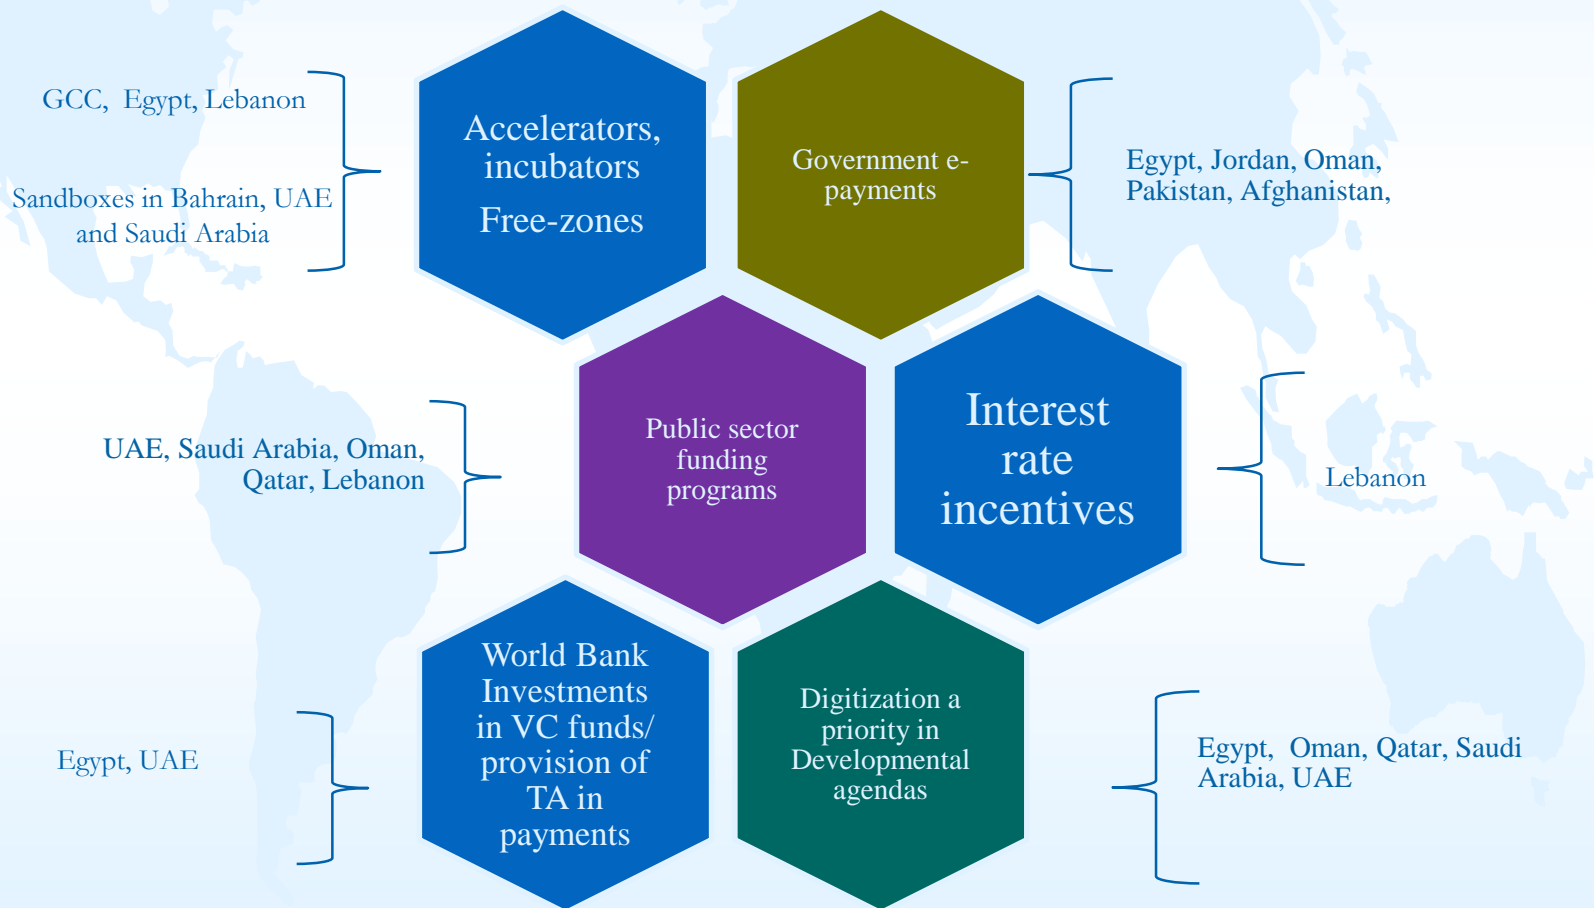 GCC, Egypt, Lebanon
Sandboxes in Bahrain, UAE
and Saudi Arabia
Accelerators,
incubators
Free-zones
Government e-
payments
Egypt, Jordan, Oman,
Pakistan, Afghanistan,
UAE, Saudi Arabia, Oman,
Qatar, Lebanon
Public sector
funding
programs
Interest
rate
incentives
Lebanon
Egypt, UAE
World Bank
Investments
in VC funds/
provision of
TA in
payments
Digitization a
priority in
Developmental
agendas
Egypt, Oman, Qatar, Saudi
Arabia, UAE